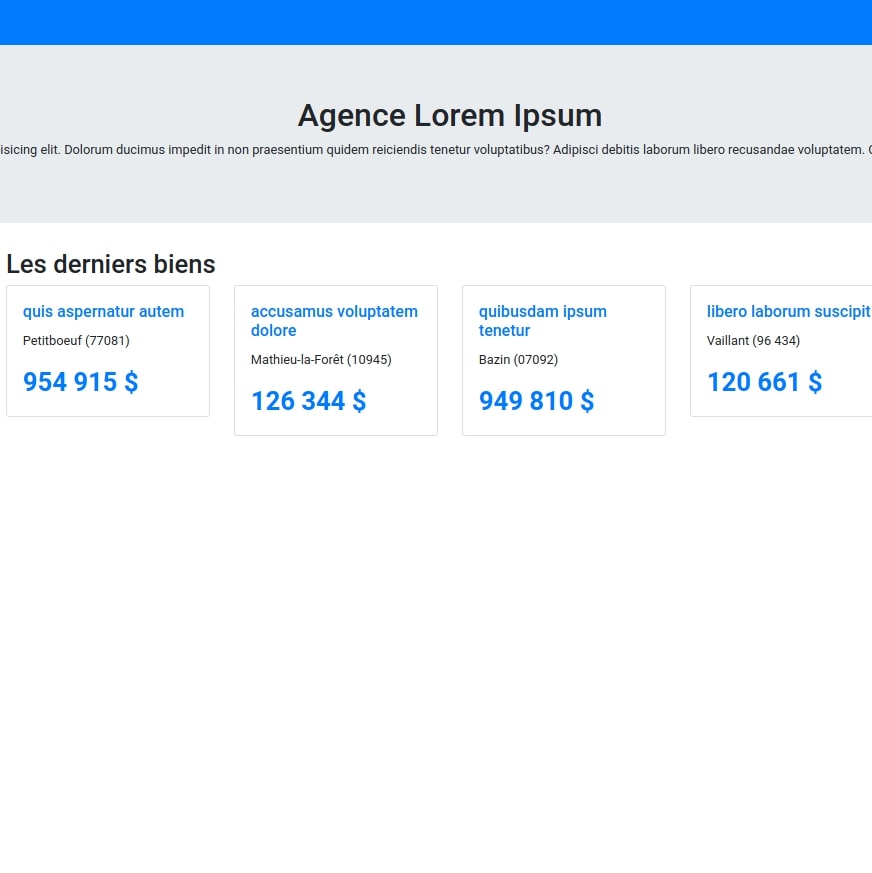 Agence Lorem Ipsum
isicing elit. Dolorum ducimus impedit in non praesentium quidem reiciendis tenetur voluptatibus? Adipisci debitis laborum libero recusandae voluptatem.
Les derniers biens
quis aspernatur autem
Petitboeuf (77081)
954 915 $
accusamus voluptatem
dolore
Mathieu-la-Forêt (10945)
126 344 $
quibusdam ipsum
tenetur
Bazin (07092)
949 810 $
libero laborum suscipit
Vaillant (96 434)
120 661 $